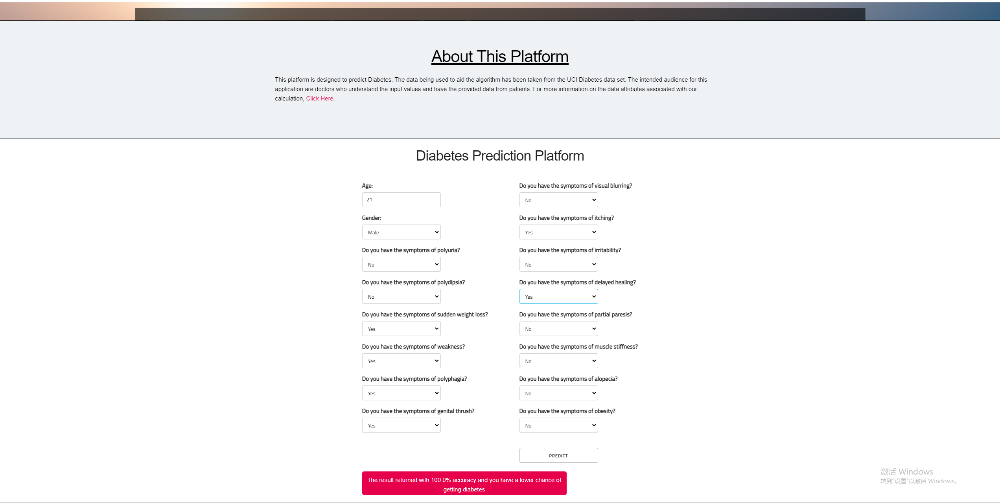 About This Platform
This platform is designed to predict Diabetes. The data being used to aid the algorithm has been taken from the UCI Diabetes data set. The intended audience for this
application are doctors who understand the input values and have the provided data from patients. For more information on the data attributes associated with our
calculation, Click Here.
Diabetes Prediction Platform
Age:
21
Gender:
Male
Do you have the symptoms of polyuria?
No
Do you have the symptoms of polydipsia?
No
Do you have the symptoms of sudden weight loss?
Yes
Do you have the symptoms of weakness?
Yes
Do you have the symptoms of polyphagia?
Yes
Do you have the symptoms of genital thrush?
Yes
Do you have the symptoms of visual blurring?
No
Do you have the symptoms of itching?
Yes
Do you have the symptoms of irritability?
No
Do you have the symptoms of delayed healing?
Yes
Do you have the symptoms of partial paresis?
No
Do you have the symptoms of muscle stiffness?
No
Do you have the symptoms of alopecia?
No
Do you have the symptoms of obesity?
No
PREDICT
The result returned with 100.0% accuracy and you have a lower chance of
getting diabetes
激活 Windows
转到"设置"以激活 Windows。